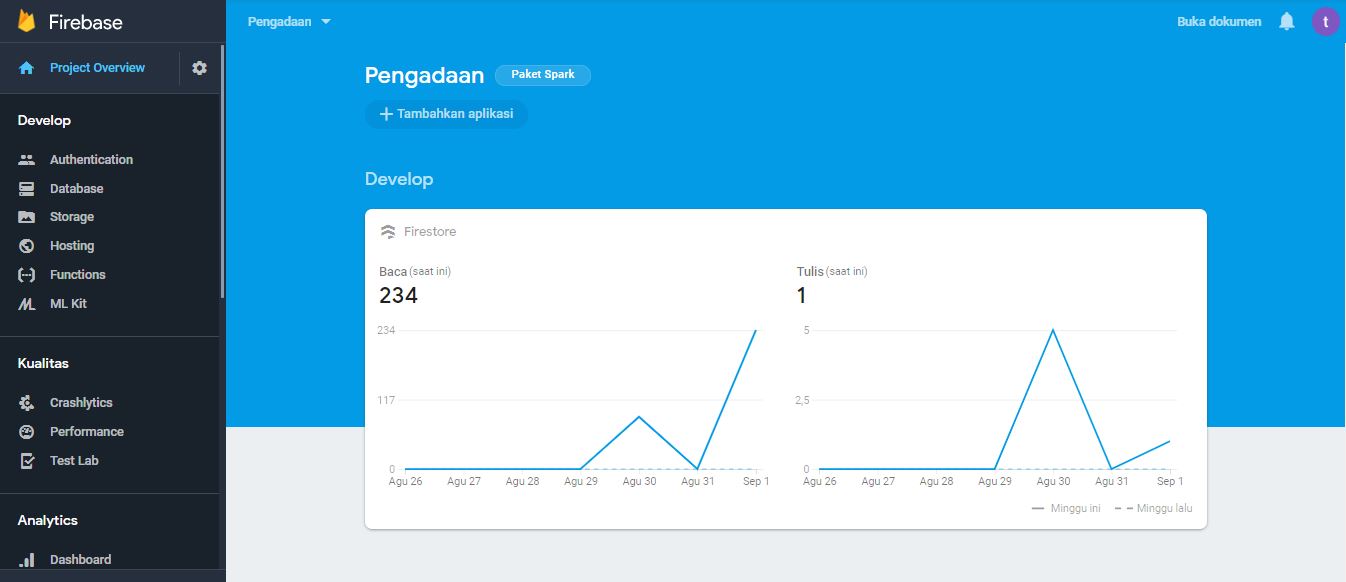 Firebase
Pengadaan
Buka dokumen
t
Project Overview
Develop
Authentication
Database
Storage
Hosting
Functions
ML Kit
Kualitas
Crashlytics
Performance
Test Lab
Analytics
Dashboard
Pengadaan Paket Spark
+ Tambahkan aplikasi
Develop
Firestore
Baca (saat ini)
234
234
117
0
Agu 26 Agu 27 Agu 28 Agu 29 Agu 30 Agu 31 Sep 1
Tulis (saat ini)
1
5
2,5
0
Agu 26 Agu 27 Agu 28 Agu 29 Agu 30 Agu 31 Sep 1
Minggu ini Minggu lalu